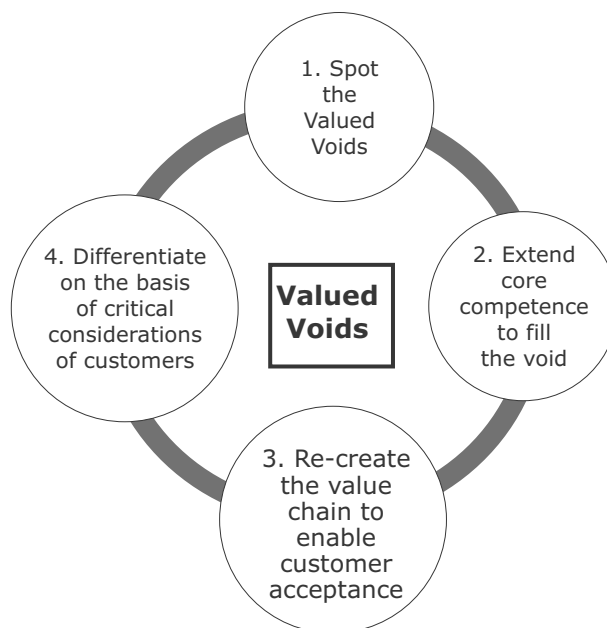 1. Spot
the
Valued
Voids
2. Extend
core
competence
to fill
the void
3. Re-create
the value
chain to
enable
customer
acceptance
4. Differentiate
on the basis
of critical
considerations
of customers
Valued
Voids